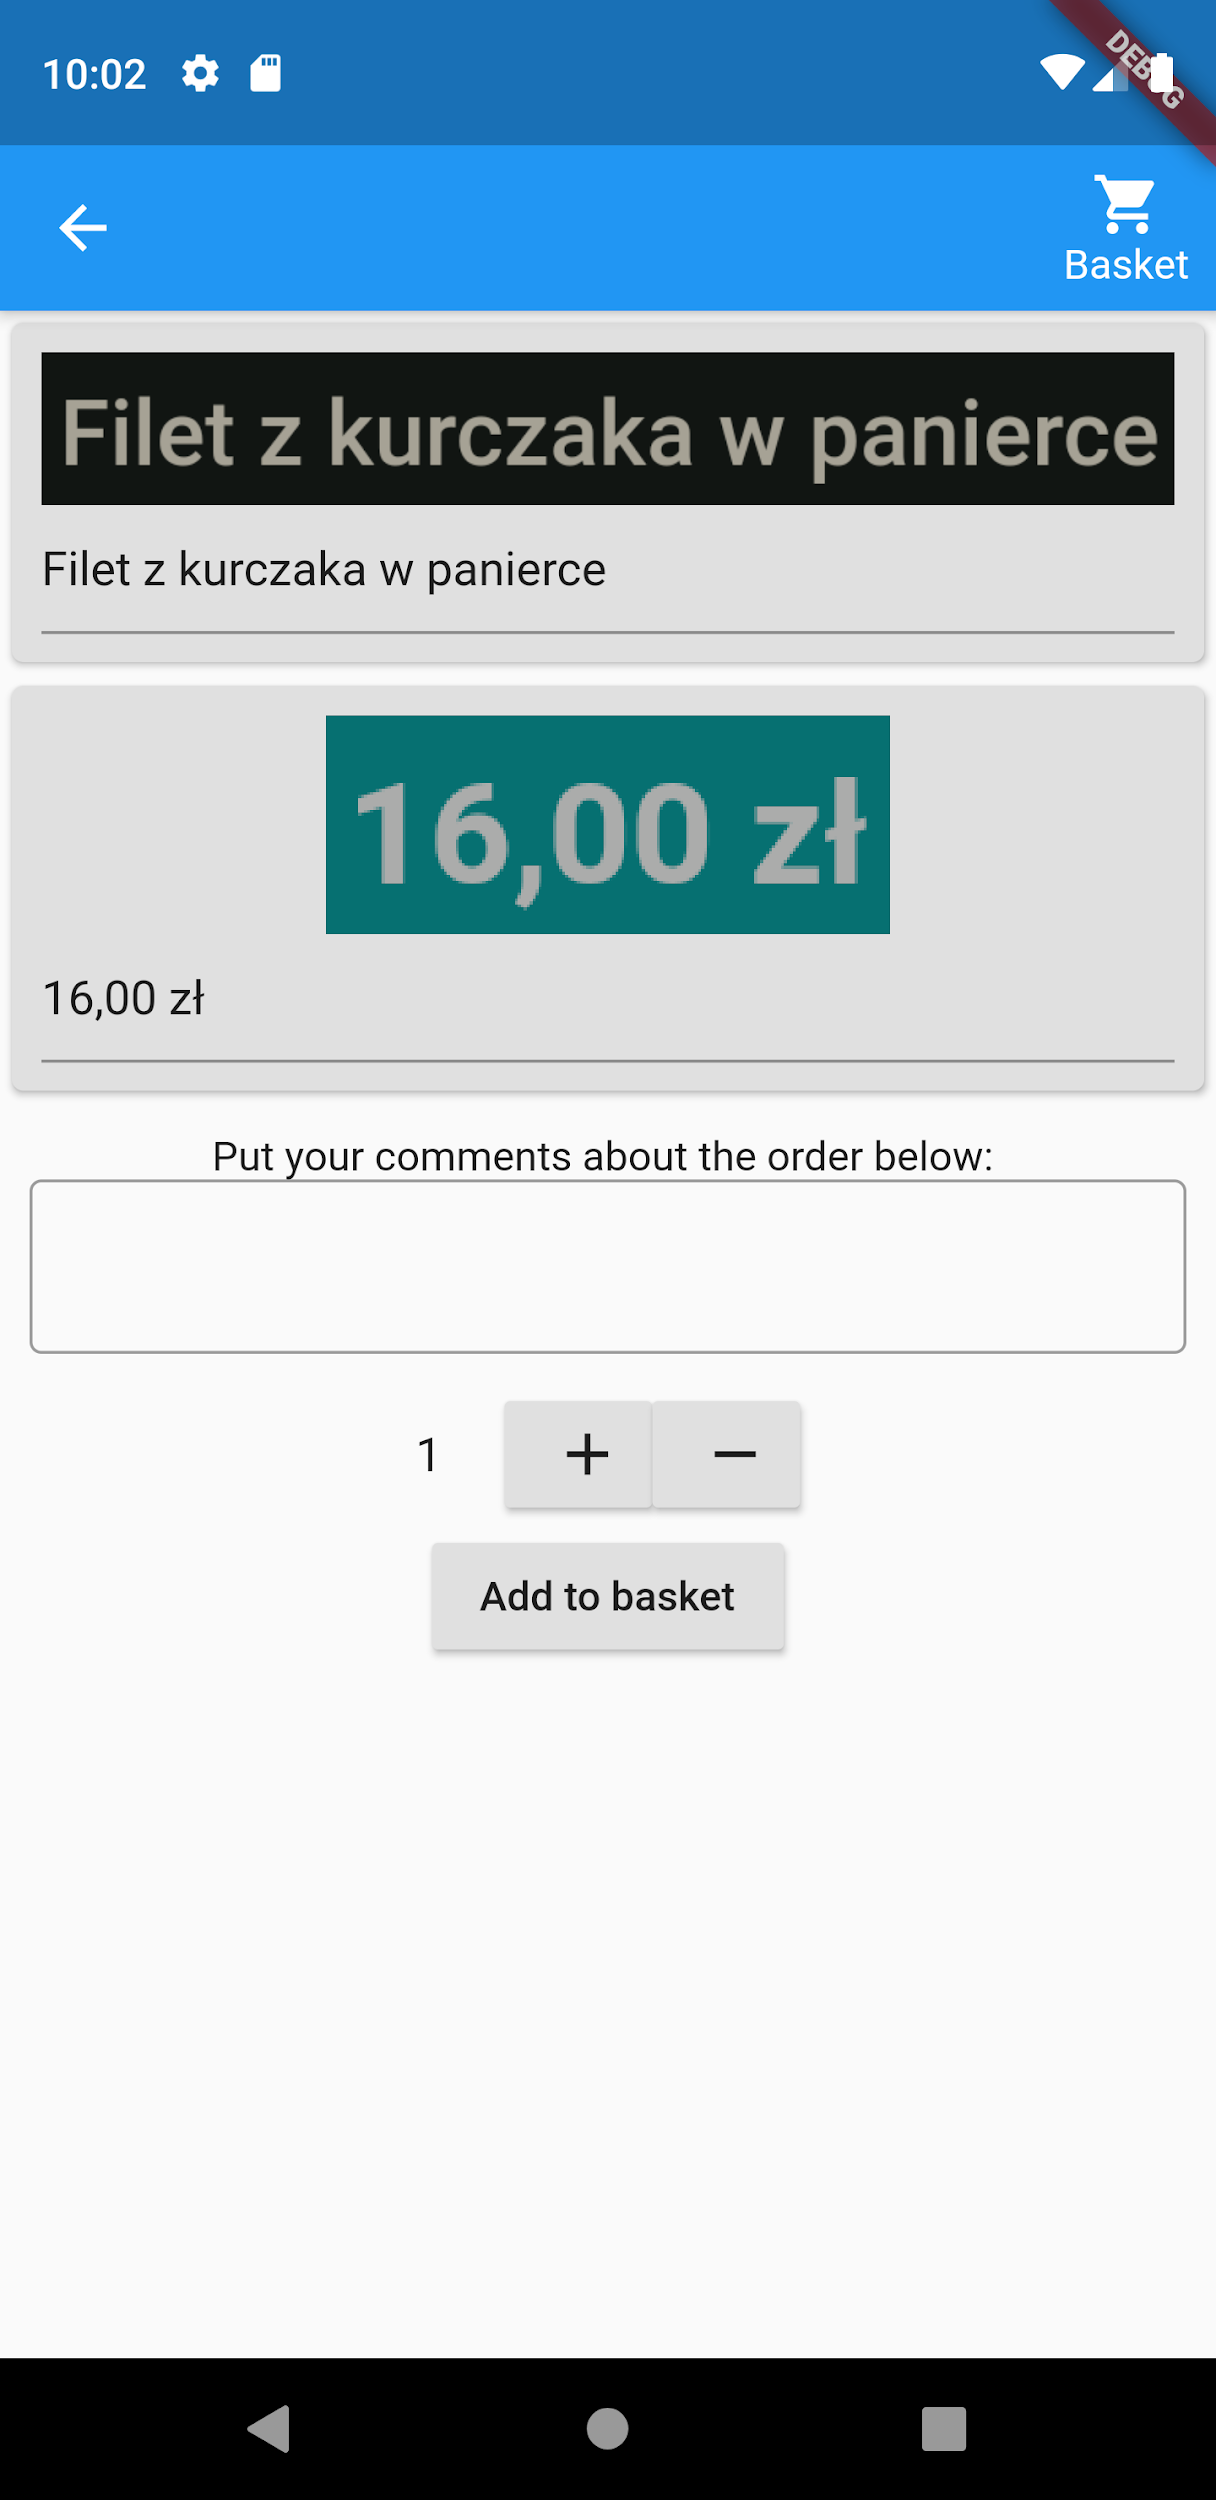 10:02
DEBUG
Basket
Filet z kurczaka w panierce
Filet z kurczaka w panierce
16,00 zł
16,00 zł
Put your comments about the order below:
1 + −
Add to basket